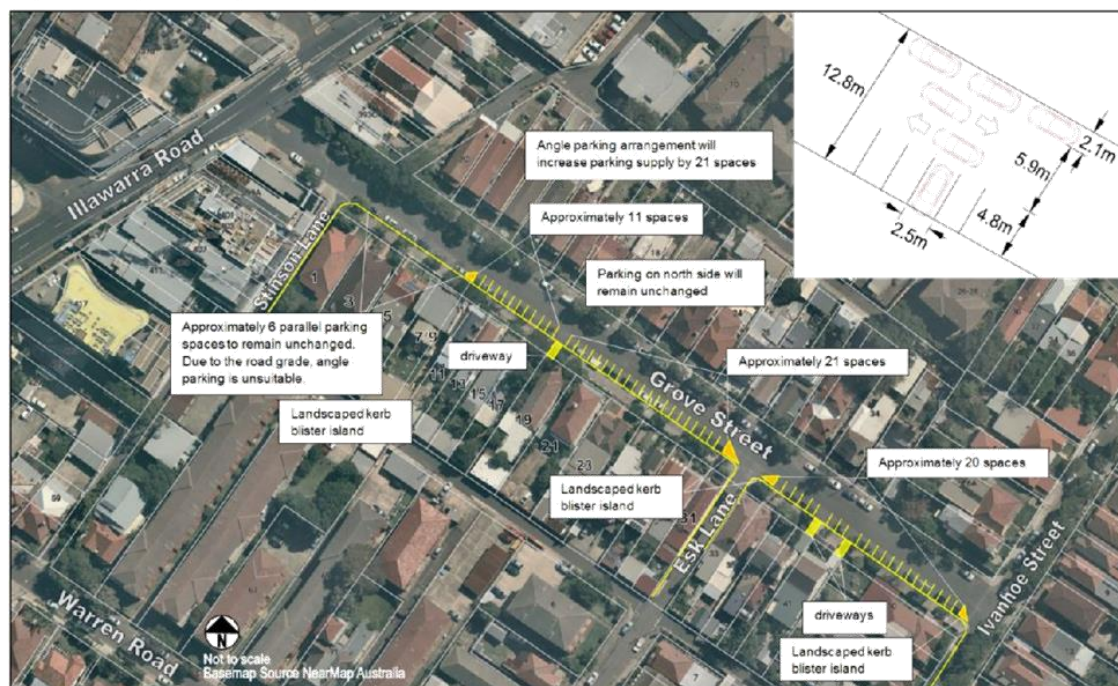 12.8m
2.1m
5.9m
4.8m
2.5m
Illawarra Road
Angle parking arrangement will
increase parking supply by 21 spaces
Stinson Lane
Approximately 11 spaces
Parking on north side will
remain unchanged
Approximately 6 parallel parking
spaces to remain unchanged.
Due to the road grade, angle
parking is unsuitable.
1
3
5
7
9
11
13
15
17
19
21
23
31
driveway
Approximately 21 spaces
Grove Street
Landscaped kerb
blister island
Approximately 20 spaces
Landscaped kerb
blister island
Esk Lane
Ivanhoe Street
driveways
Landscaped kerb
blister island
Warren Road
N
Not to scale
Basemap Source NearMap Australia